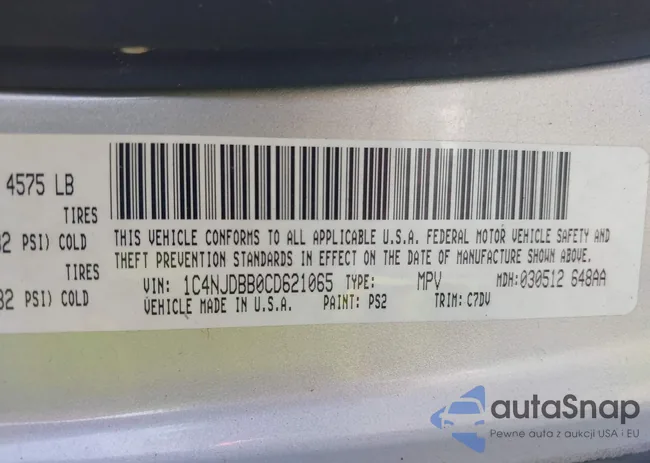 4575 LB
TIRES
32 PSI) COLD
TIRES
32 PSI) COLD
THIS VEHICLE CONFORMS TO ALL APPLICABLE U.S.A. FEDERAL MOTOR VEHICLE SAFETY AND
THEFT PREVENTION STANDARDS IN EFFECT ON THE DATE OF MANUFACTURE SHOWN ABOVE.
VIN: 1C4NJDBB0CD621065 TYPE: MPV MDH:030512 648AA
VEHICLE MADE IN U.S.A. PAINT: PS2 TRIM: C7DV
autaSnap
Pewne auta z aukcji USA i EU